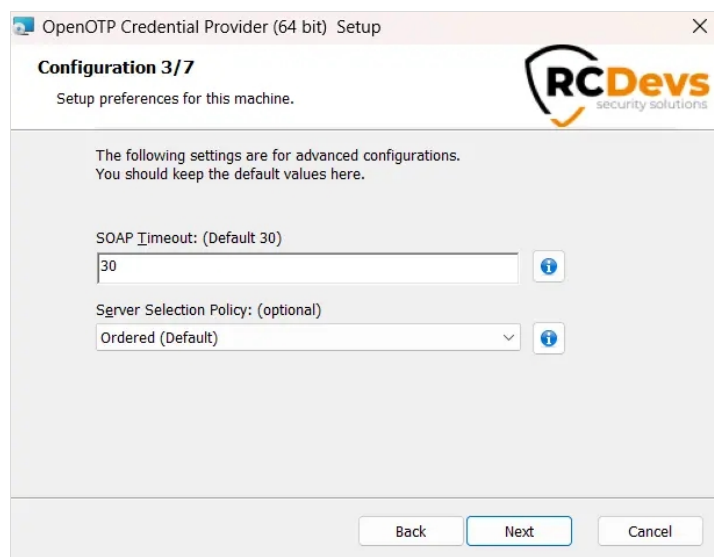 OpenOTP Credential Provider (64 bit)  Setup
Configuration 3/7
Setup preferences for this machine.
RCDevs
security solutions
The following settings are for advanced configurations.
You should keep the default values here.
SOAP Timeout: (Default 30)
30
Server Selection Policy: (optional)
Ordered (Default)
Back
Next
Cancel